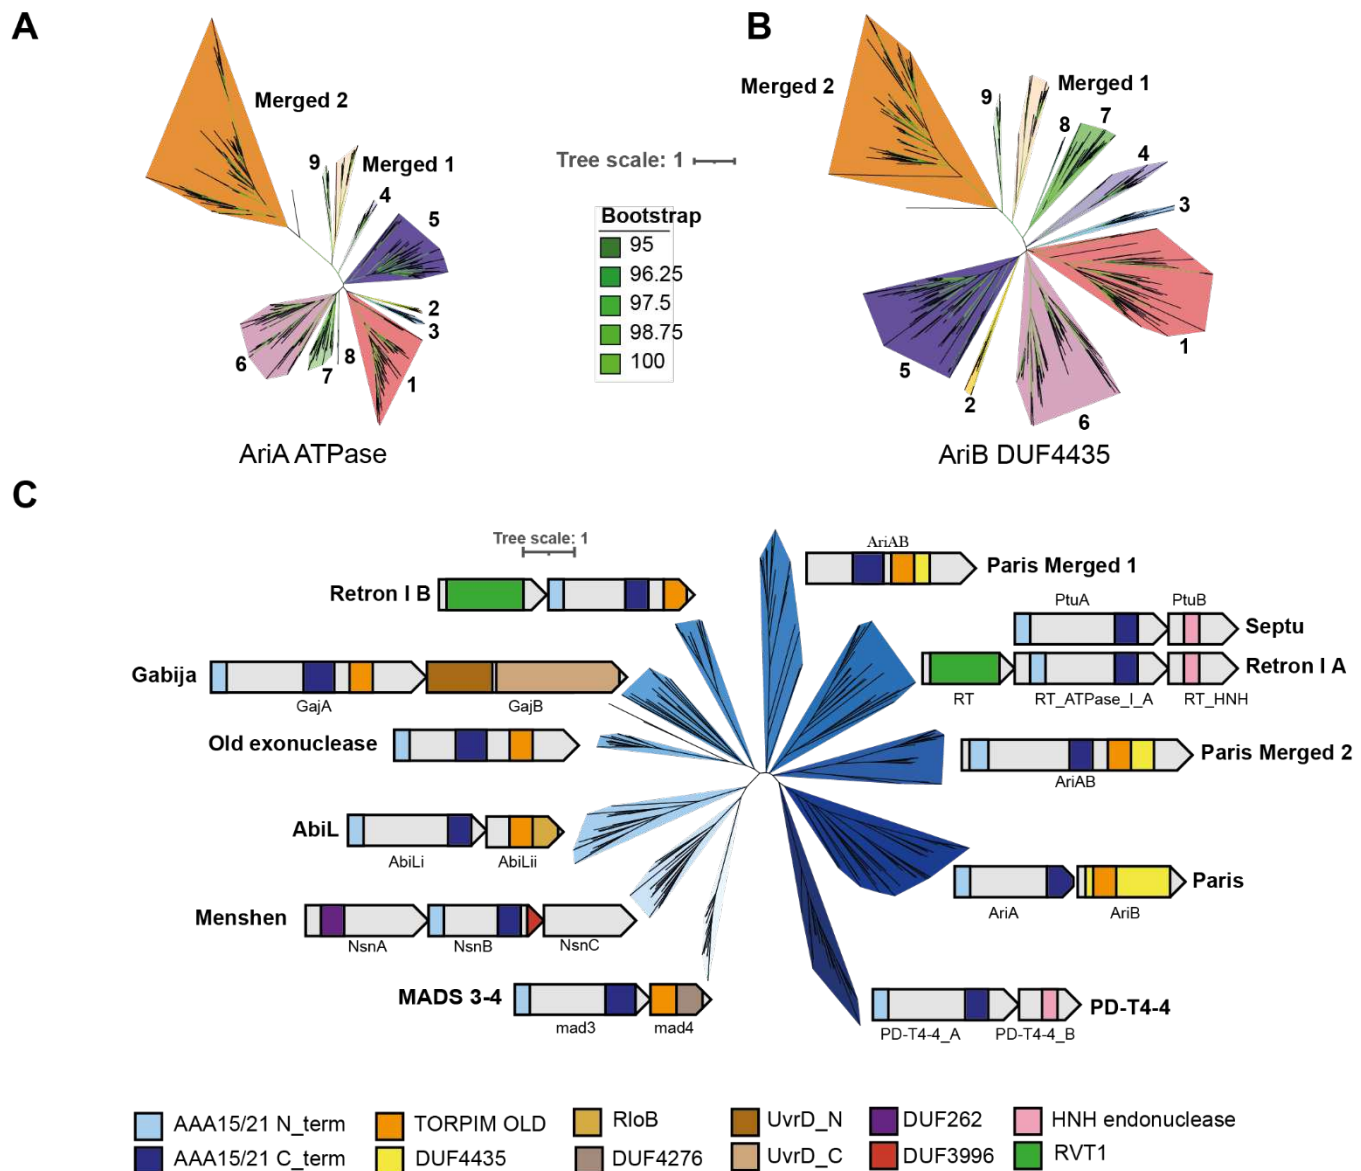 A
Merged 2
9
Merged 1
4
5
2
3
6
7
8
1
AriA ATPase
Tree scale: 1
Bootstrap
95
96.25
97.5
98.75
100
B
Merged 2
9
Merged 1
8
7
4
3
5
2
6
1
AriB DUF4435
C
Tree scale: 1
AriAB
Paris Merged 1
Retron I B
PtuA PtuB
Septu
Retron I A
RT RT_ATPase_I_A RT_HNH
Gabija
GajA GajB
Old exonuclease
Paris Merged 2
AriAB
AbiL
AbiLi AbiLii
Paris
AriA AriB
Menshen
NsnA NsnB NsnC
MADS 3-4
mad3 mad4
PD-T4-4
PD-T4-4_A PD-T4-4_B
AAA15/21 N_term TORPIM OLD RloB UvrD_N DUF262 HNH endonuclease
AAA15/21 C_term DUF4435 DUF4276 UvrD_C DUF3996 RVT1